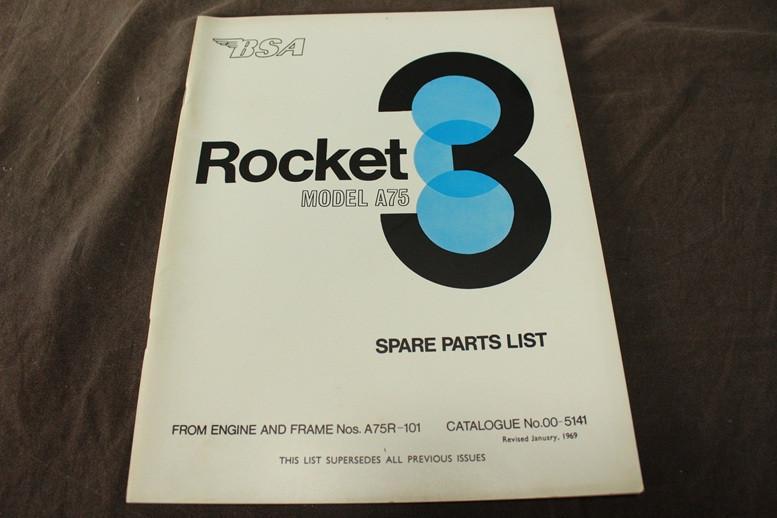 BSA
Rocket 3
MODEL A75
SPARE PARTS LIST
FROM ENGINE AND FRAME Nos. A75R-101 CATALOGUE No.00-5141
Revised January, 1969
THIS LIST SUPERSEDES ALL PREVIOUS ISSUES